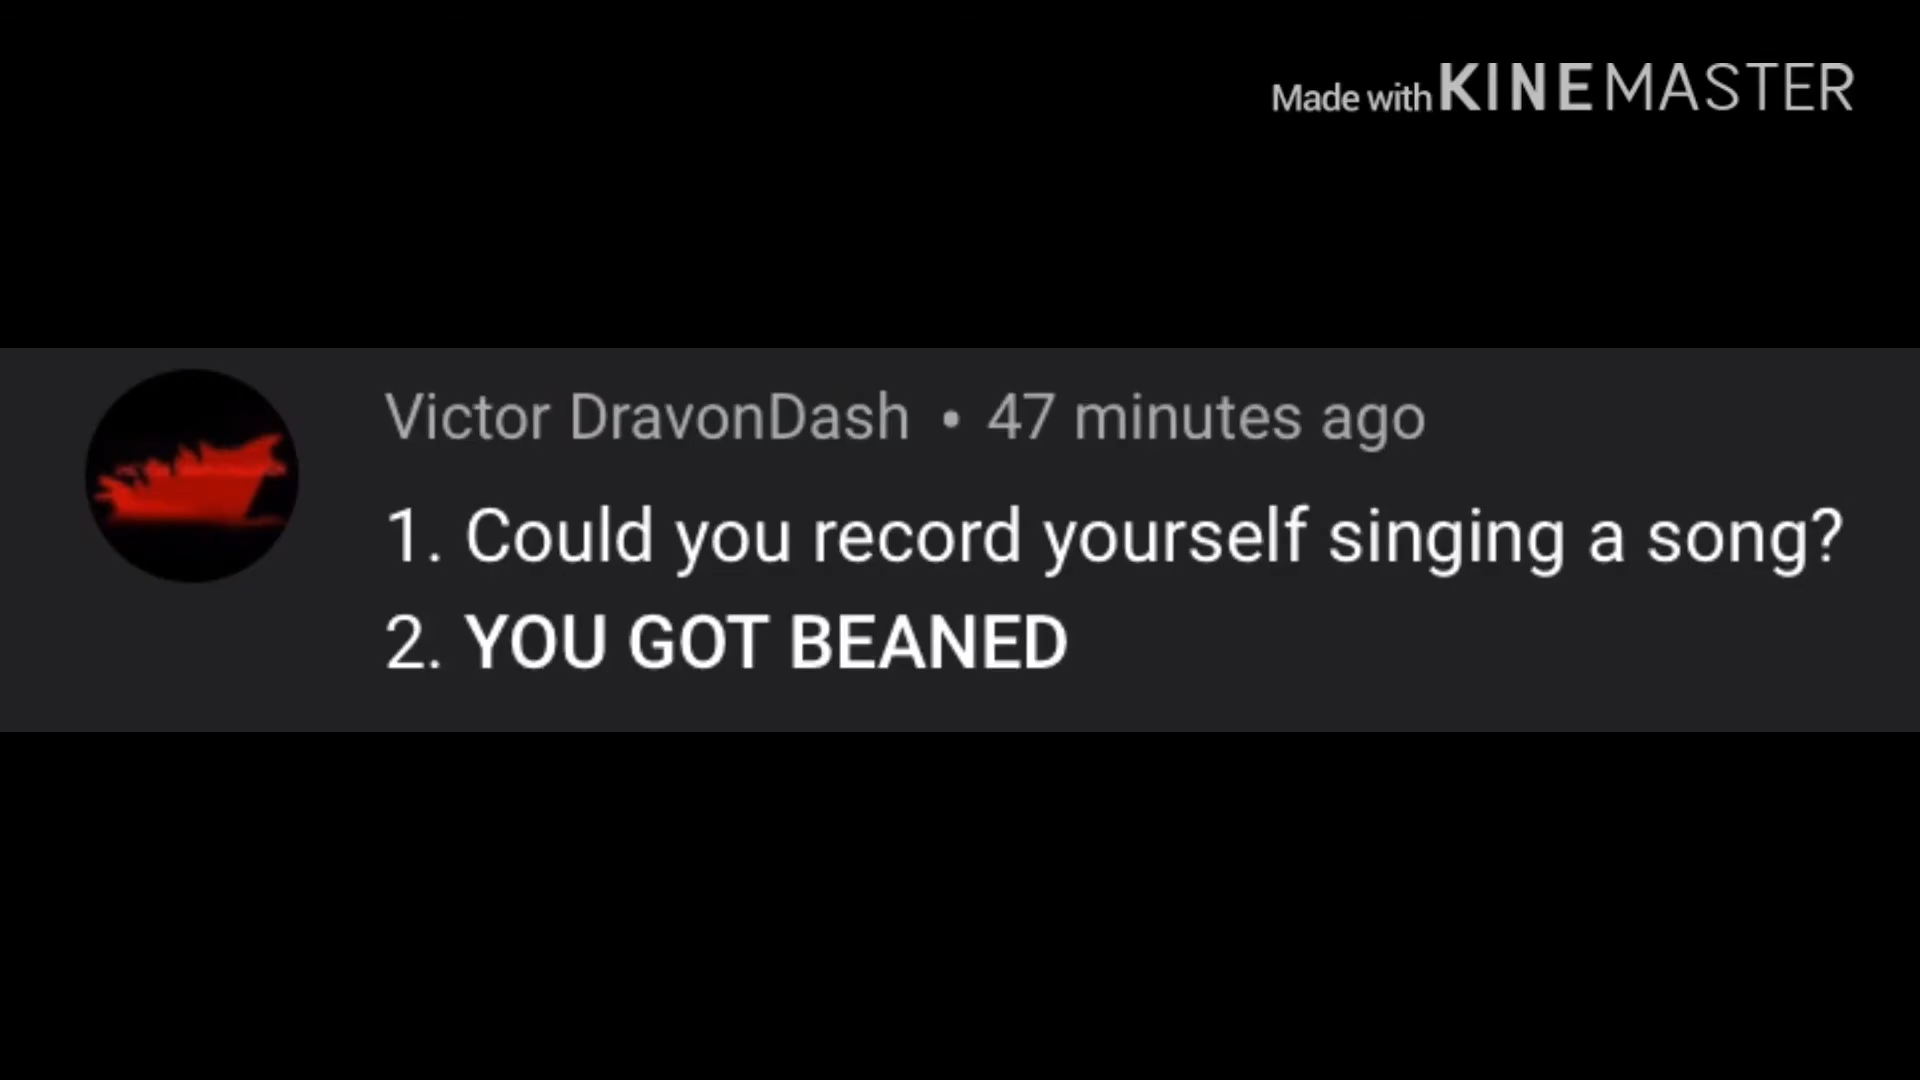 Made with KINEMASTER
Victor DravonDash • 47 minutes ago
1. Could you record yourself singing a song?
2. YOU GOT BEANED